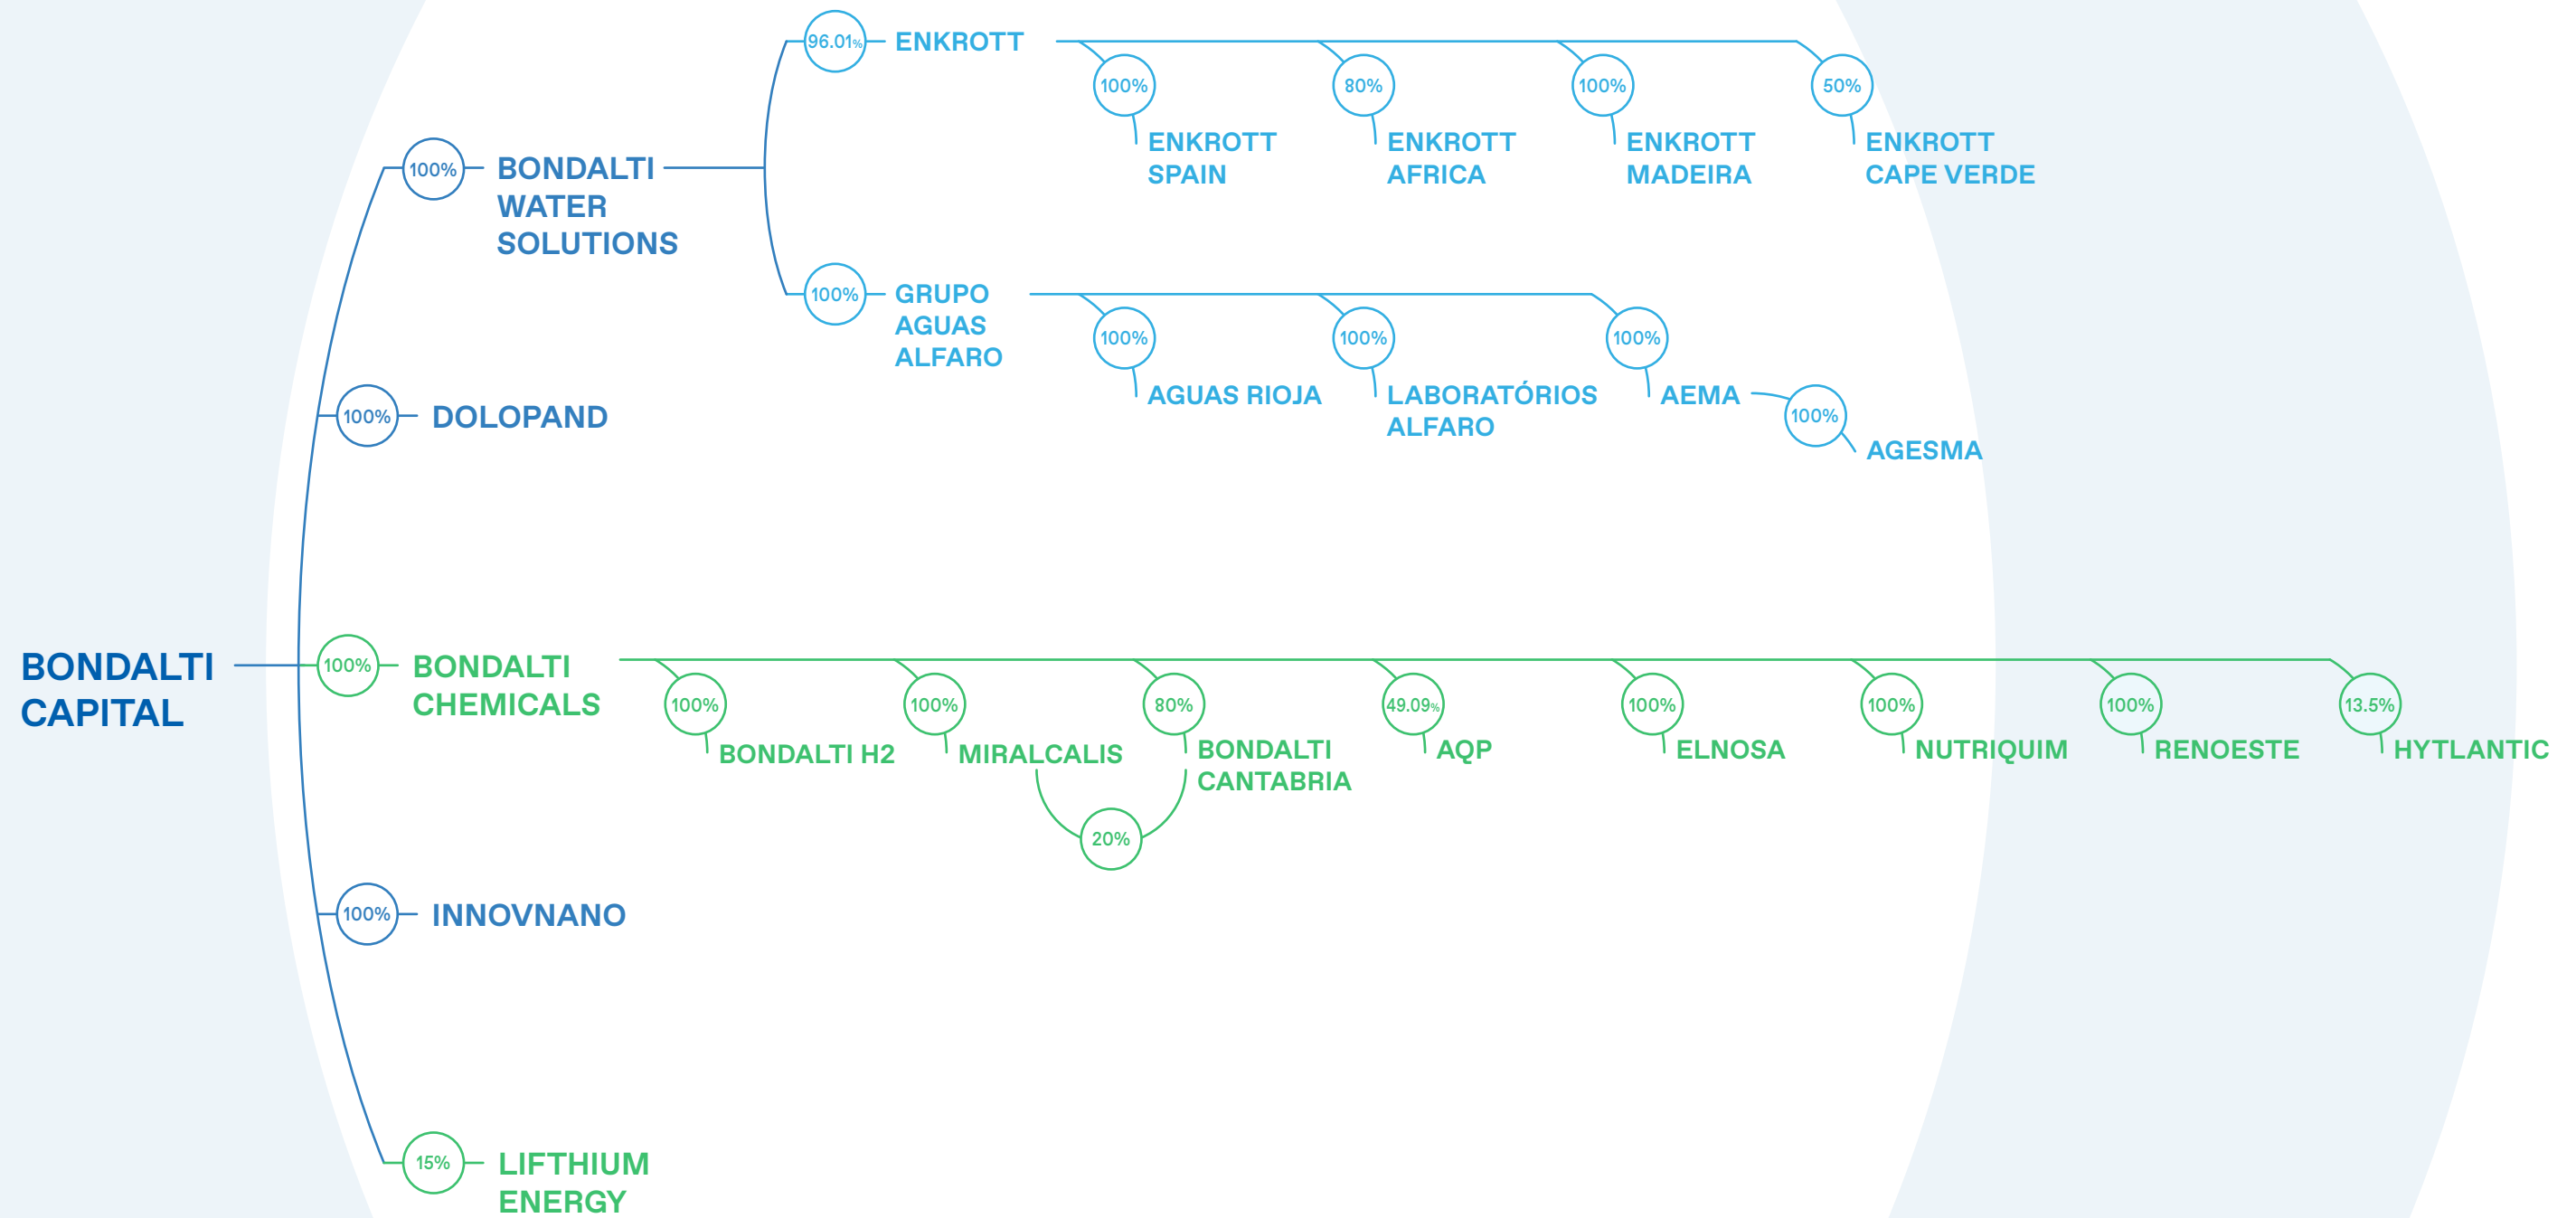 96.01%
ENKROTT
100%
ENKROTT
SPAIN
80%
ENKROTT
AFRICA
100%
ENKROTT
MADEIRA
50%
ENKROTT
CAPE VERDE
100%
BONDALTI
WATER
SOLUTIONS
100%
GRUPO
AGUAS
ALFARO
100%
AGUAS RIOJA
100%
LABORATÓRIOS
ALFARO
100%
AEMA
100%
AGESMA
100%
DOLOPAND
BONDALTI
CAPITAL
100%
BONDALTI
CHEMICALS
100%
BONDALTI H2
100%
MIRALCALIS
80%
BONDALTI
CANTABRIA
20%
49.09%
AQP
100%
ELNOSA
100%
NUTRIQUIM
100%
RENOESTE
13.5%
HYTLANTIC
100%
INNOVNANO
15%
LIFTHIUM
ENERGY